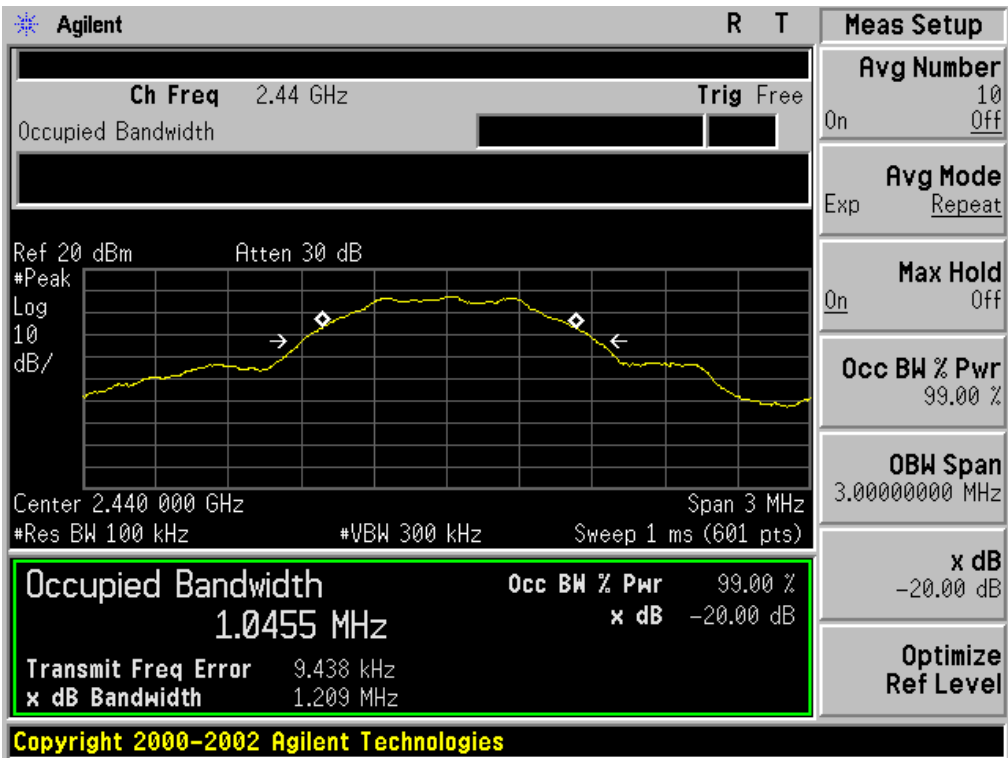 Agilent R T
Ch Freq 2.44 GHz Trig Free
Occupied Bandwidth
Ref 20 dBm Atten 30 dB
#Peak
Log
10
dB/
Center 2.440 000 GHz Span 3 MHz
#Res BW 100 kHz #VBW 300 kHz Sweep 1 ms (601 pts)
Occupied Bandwidth Occ BW % Pwr 99.00 %
1.0455 MHz x dB -20.00 dB
Transmit Freq Error 9.438 kHz
x dB Bandwidth 1.209 MHz
Copyright 2000-2002 Agilent Technologies
Meas Setup
Avg Number
10
On Off
Avg Mode
Exp Repeat
Max Hold
On Off
Occ BW % Pwr
99.00 %
OBW Span
3.00000000 MHz
x dB
-20.00 dB
Optimize
Ref Level